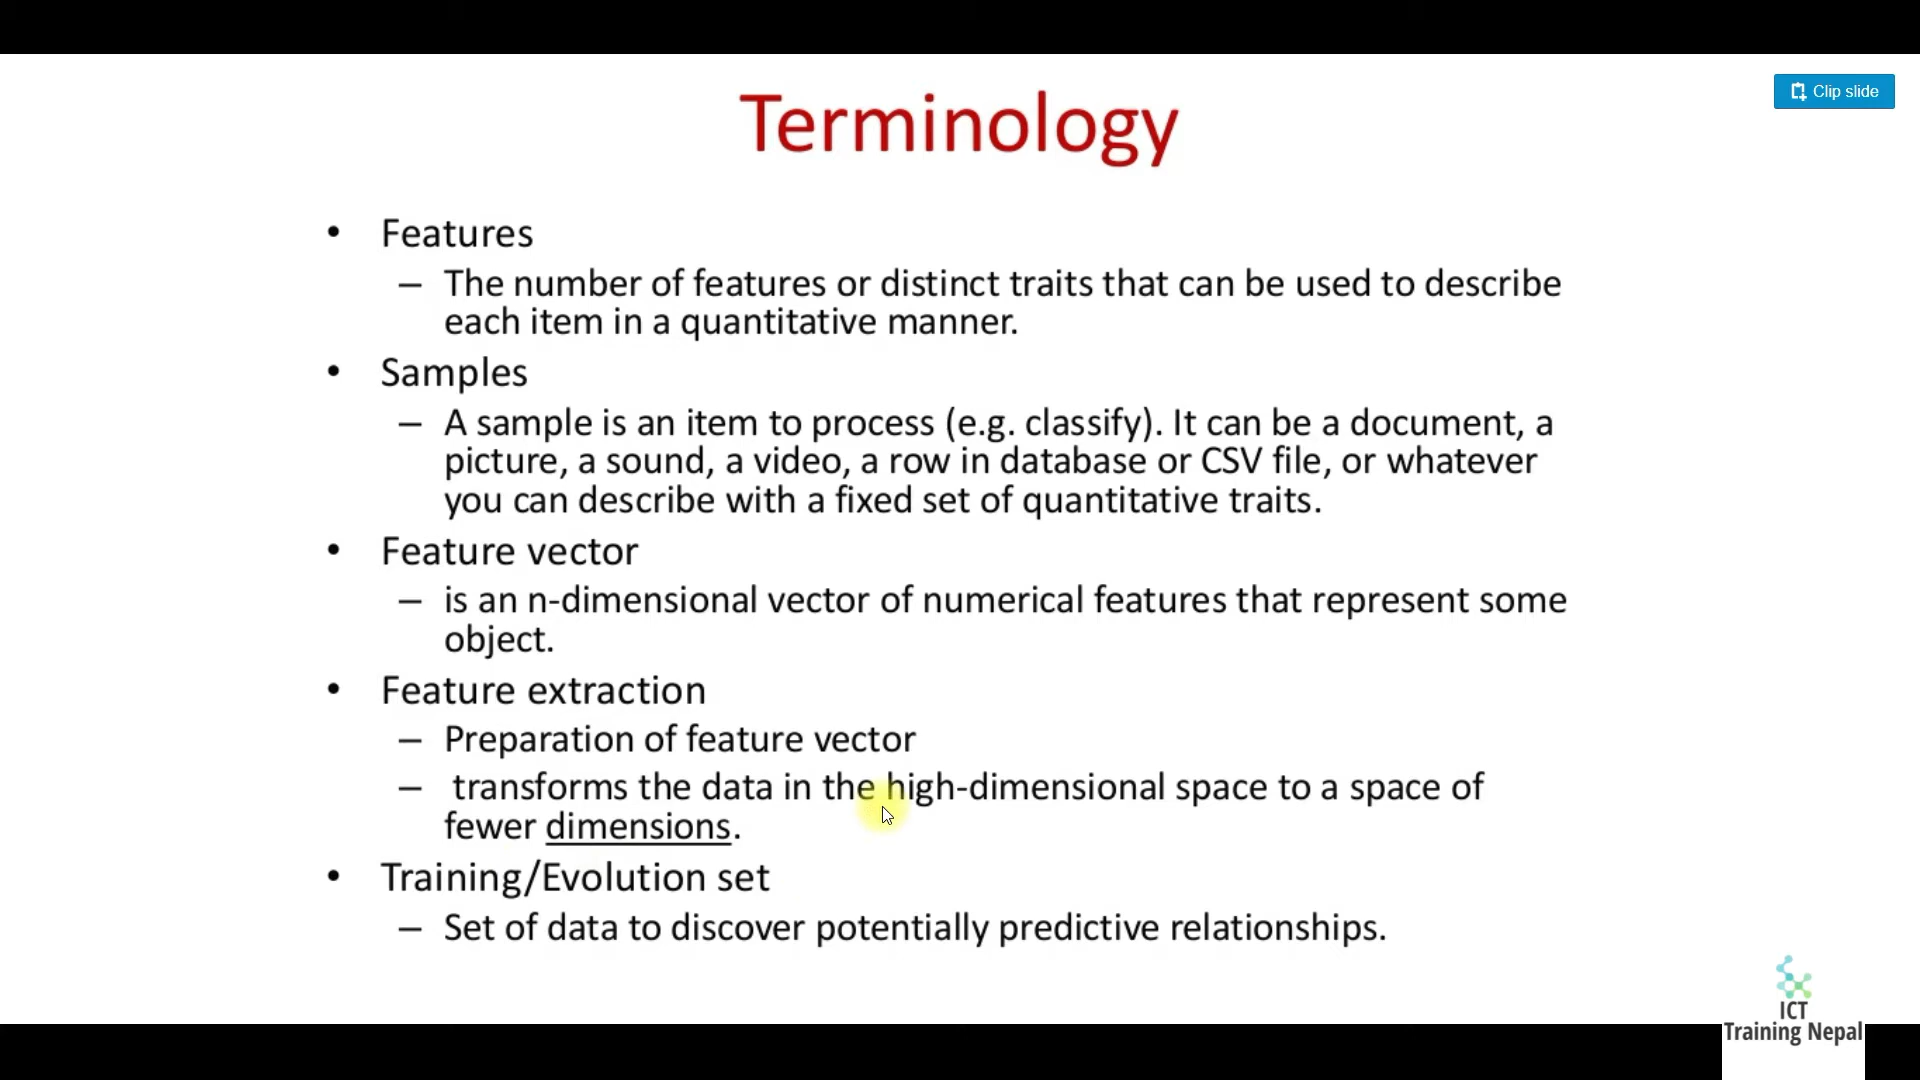 Clip slide
Terminology
• Features
– The number of features or distinct traits that can be used to describe
each item in a quantitative manner.
• Samples
– A sample is an item to process (e.g. classify). It can be a document, a
picture, a sound, a video, a row in database or CSV file, or whatever
you can describe with a fixed set of quantitative traits.
• Feature vector
– is an n-dimensional vector of numerical features that represent some
object.
• Feature extraction
– Preparation of feature vector
– transforms the data in the high-dimensional space to a space of
fewer dimensions.
• Training/Evolution set
– Set of data to discover potentially predictive relationships.
ICT
Training Nepal